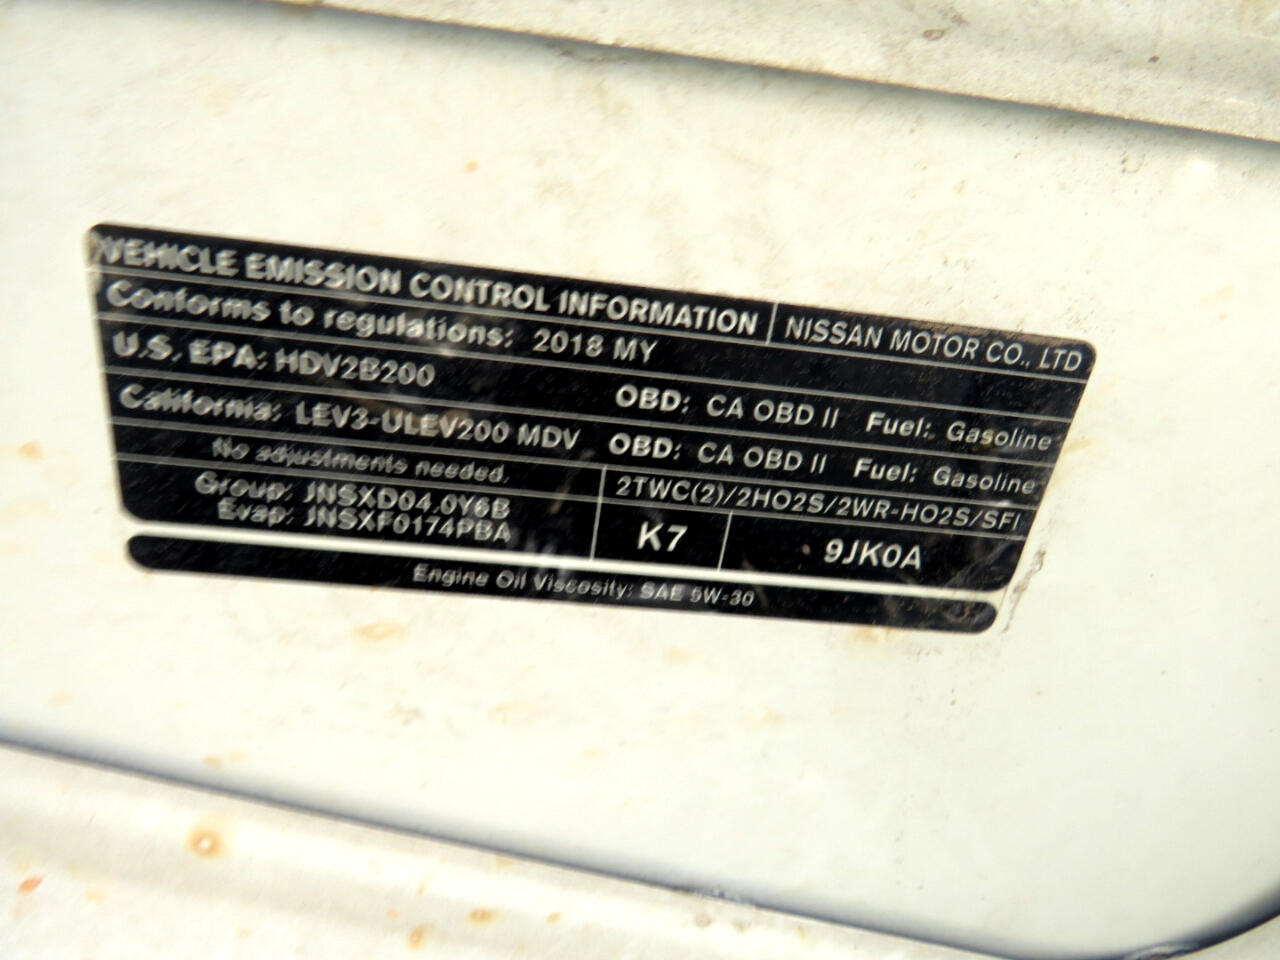 VEHICLE EMISSION CONTROL INFORMATION NISSAN MOTOR CO., LTD
Conforms to regulations: 2018 MY
U.S. EPA: HDV2B200 OBD: CA OBD II Fuel: Gasoline
California: LEV3-ULEV200 MDV OBD: CA OBD II Fuel: Gasoline
No adjustments needed.
2TWC(2)/2HO2S/2WR-HO2S/SFI
Group: JNSXD04.0Y6B
Evap: JNSXF0174PBA
K7 9JK0A
Engine Oil Viscosity: SAE 5W-30